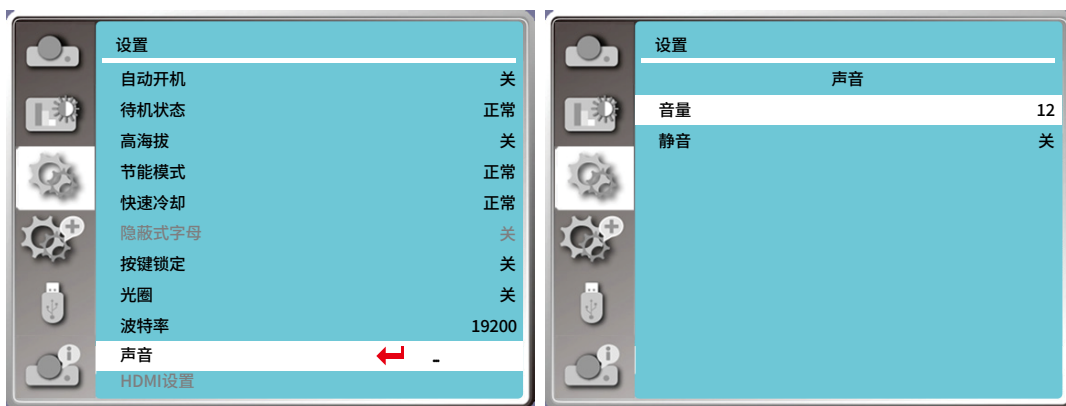 设置
自动开机 关
待机状态 正常
高海拔 关
节能模式 正常
快速冷却 正常
隐蔽式字母 关
按键锁定 关
光圈 关
波特率 19200
声音 -
HDMI设置
设置
声音
音量 12
静音 关